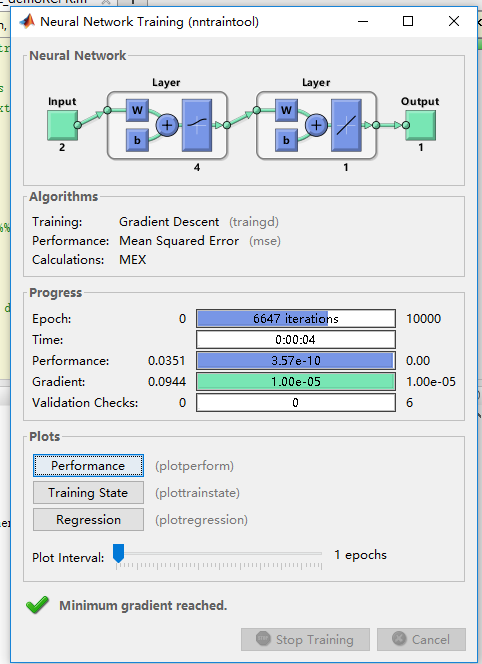 _demoRCFR.m
Neural Network Training (nntraintool)
Neural Network
Layer Layer
Input Output
W W
b b
2 4 1 1
Algorithms
Training: Gradient Descent (traingd)
Performance: Mean Squared Error (mse)
Calculations: MEX
Progress
Epoch: 0 6647 iterations 10000
Time: 0:00:04
Performance: 0.0351 3.57e-10 0.00
Gradient: 0.0944 1.00e-05 1.00e-05
Validation Checks: 0 0 6
Plots
Performance (plotperform)
Training State (plottrainstate)
Regression (plotregression)
Plot Interval: 1 epochs
Minimum gradient reached.
Stop Training Cancel